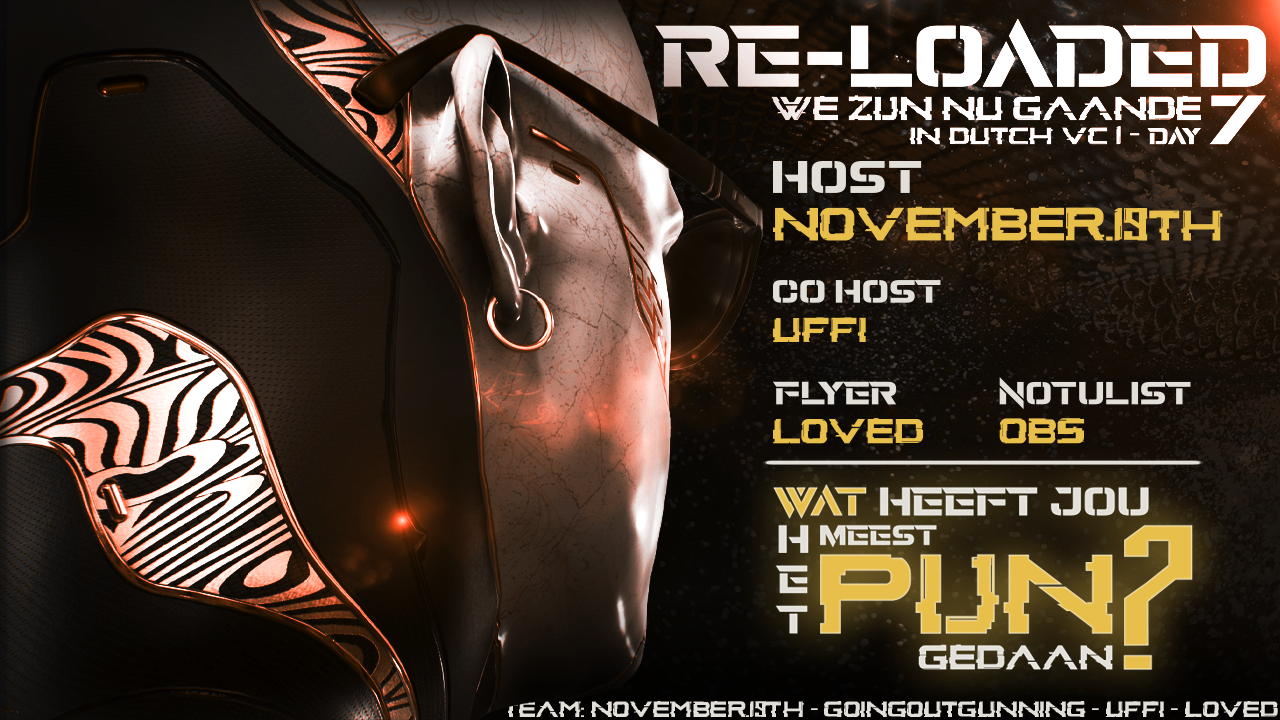 RE-LOADED
WE ZIJN NU GAANDE
IN DUTCH VC 1 - DAY 7
HOST
NOVEMBER.19TH
CO HOST
UFFI
FLYER
LOVED
NOTULIST
OBS
WAT HEEFT JOU
HET MEEST
PIJN?
GEDAAN
TEAM: NOVEMBER.19TH - GOINGOUTGUNNING - UFFI - LOVED